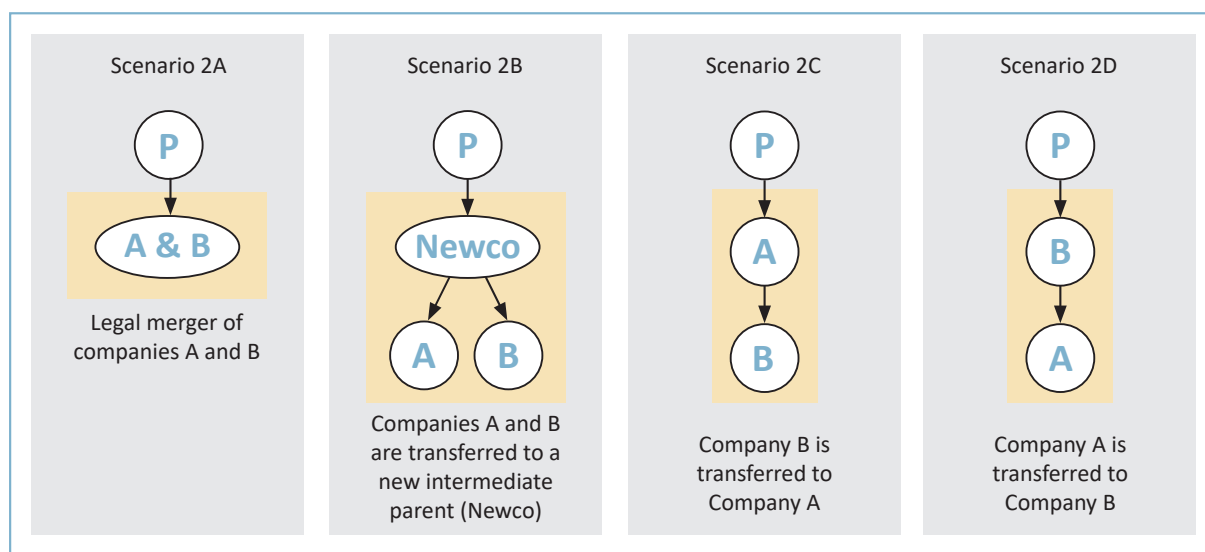 Scenario 2A
P
A & B
Legal merger of
companies A and B
Scenario 2B
P
Newco
A
B
Companies A and B
are transferred to a
new intermediate
parent (Newco)
Scenario 2C
P
A
B
Company B is
transferred to
Company A
Scenario 2D
P
B
A
Company A is
transferred to
Company B